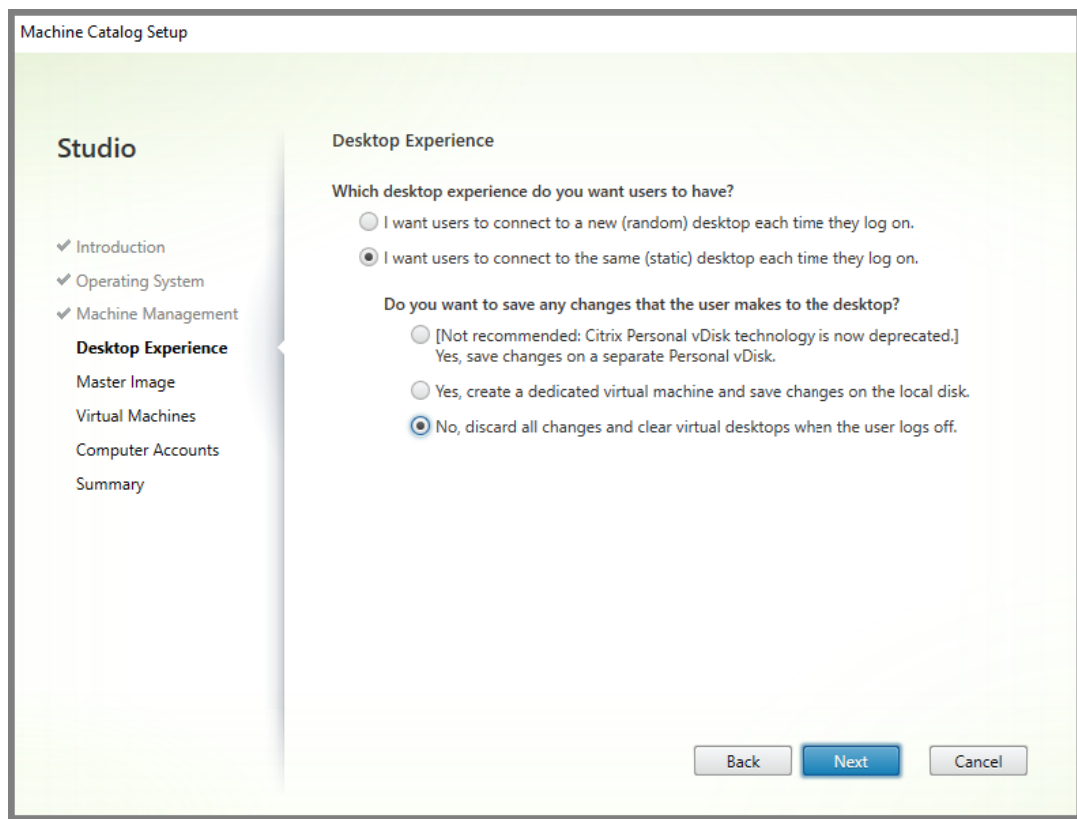 Machine Catalog Setup
Studio
Introduction
Operating System
Machine Management
Desktop Experience
Master Image
Virtual Machines
Computer Accounts
Summary
Desktop Experience
Which desktop experience do you want users to have?
I want users to connect to a new (random) desktop each time they log on.
I want users to connect to the same (static) desktop each time they log on.
Do you want to save any changes that the user makes to the desktop?
[Not recommended: Citrix Personal vDisk technology is now deprecated.]
Yes, save changes on a separate Personal vDisk.
Yes, create a dedicated virtual machine and save changes on the local disk.
No, discard all changes and clear virtual desktops when the user logs off.
Back
Next
Cancel